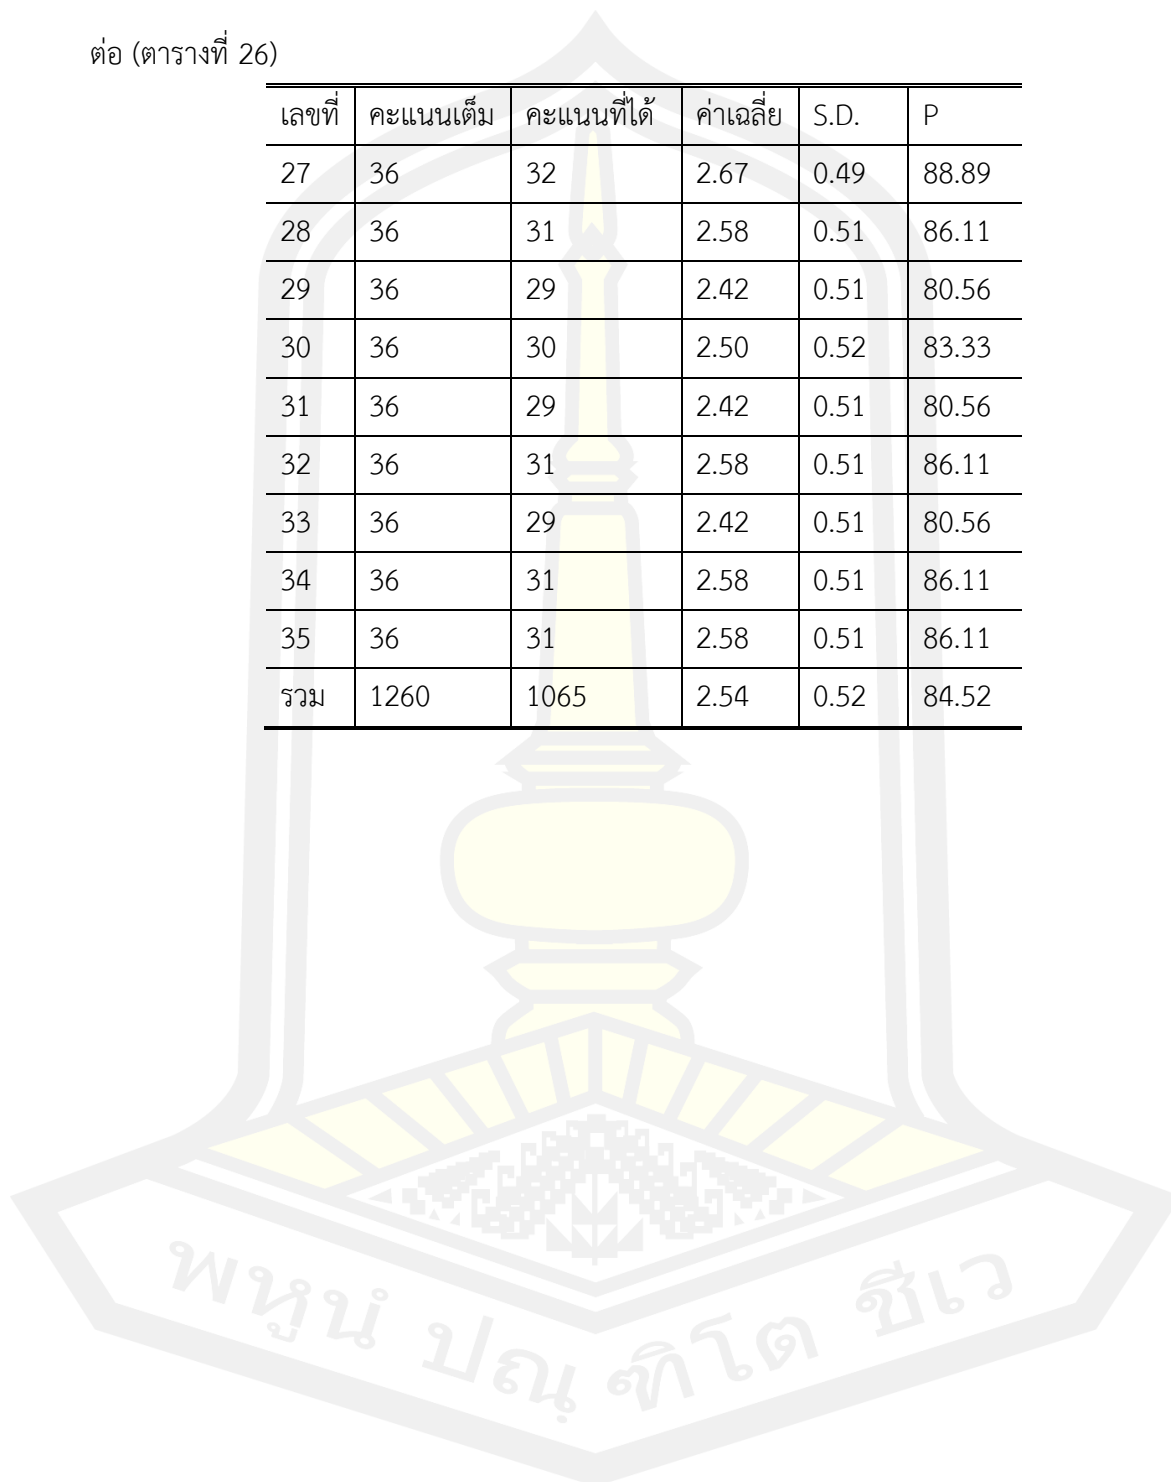 ต่อ (ตารางที่ 26)
เลขที่ คะแนนเต็ม คะแนนที่ได้ ค่าเฉลี่ย S.D. P
27 36 32 2.67 0.49 88.89
28 36 31 2.58 0.51 86.11
29 36 29 2.42 0.51 80.56
30 36 30 2.50 0.52 83.33
31 36 29 2.42 0.51 80.56
32 36 31 2.58 0.51 86.11
33 36 29 2.42 0.51 80.56
34 36 31 2.58 0.51 86.11
35 36 31 2.58 0.51 86.11
รวม 1260 1065 2.54 0.52 84.52
พหูนํ ปณฺฑิโต ชีเว